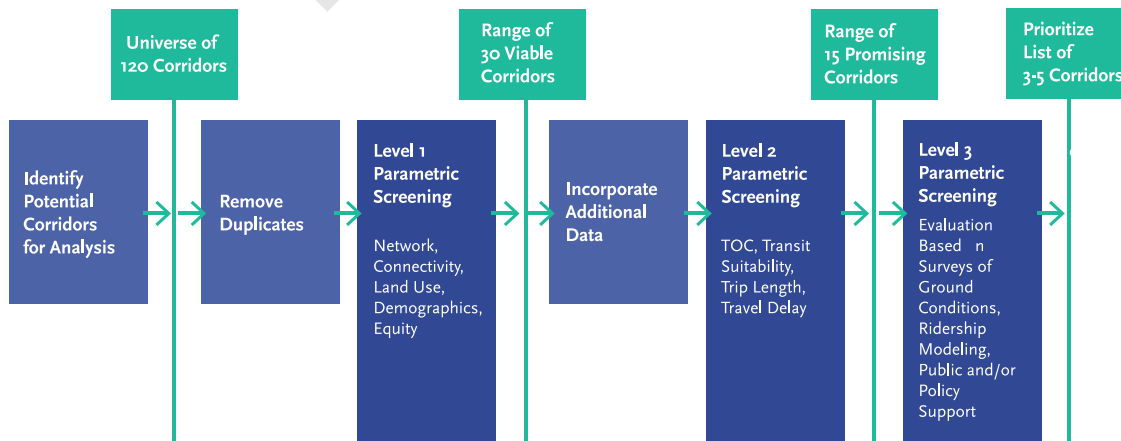 Universe of
120 Corridors
Range of
30 Viable
Corridors
Range of
15 Promising
Corridors
Prioritize
List of
3-5 Corridors
Identify
Potential
Corridors
for Analysis
Remove
Duplicates
Level 1
Parametric
Screening
Network,
Connectivity,
Land Use,
Demographics,
Equity
Incorporate
Additional
Data
Level 2
Parametric
Screening
TOC, Transit
Suitability,
Trip Length,
Travel Delay
Level 3
Parametric
Screening
Evaluation
Based n
Surveys of
Ground
Conditions,
Ridership
Modeling,
Public and/or
Policy
Support